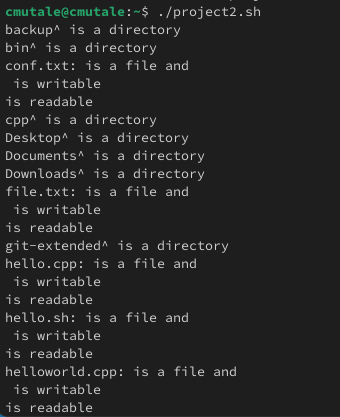 cmutale@cmutale:~$ ./project2.sh
backup^ is a directory
bin^ is a directory
conf.txt: is a file and
 is writable
is readable
cpp^ is a directory
Desktop^ is a directory
Documents^ is a directory
Downloads^ is a directory
file.txt: is a file and
 is writable
is readable
git-extended^ is a directory
hello.cpp: is a file and
 is writable
is readable
hello.sh: is a file and
 is writable
is readable
helloworld.cpp: is a file and
 is writable
is readable